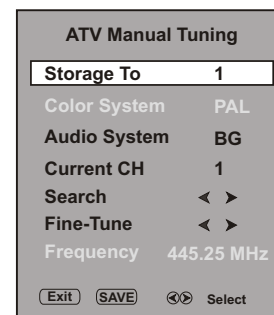 ATV Manual Tuning
Storage To 1
Color System PAL
Audio System BG
Current CH 1
Search
Fine-Tune
Frequency 445.25 MHz
Exit SAVE Select